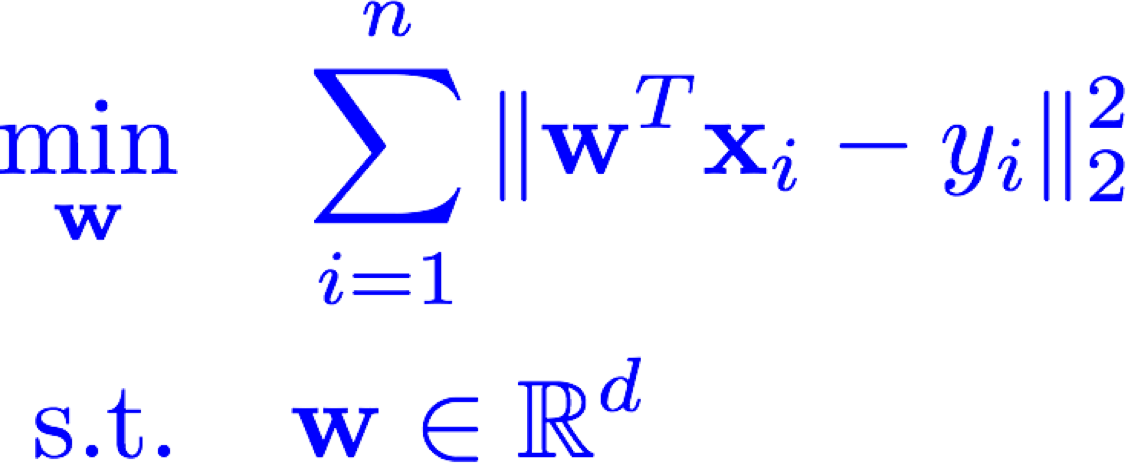 min_𝐰 ∑_{i=1}^{n} ‖𝐰^T 𝐱_i − y_i‖_2^2
s.t. 𝐰 ∈ ℝ^d